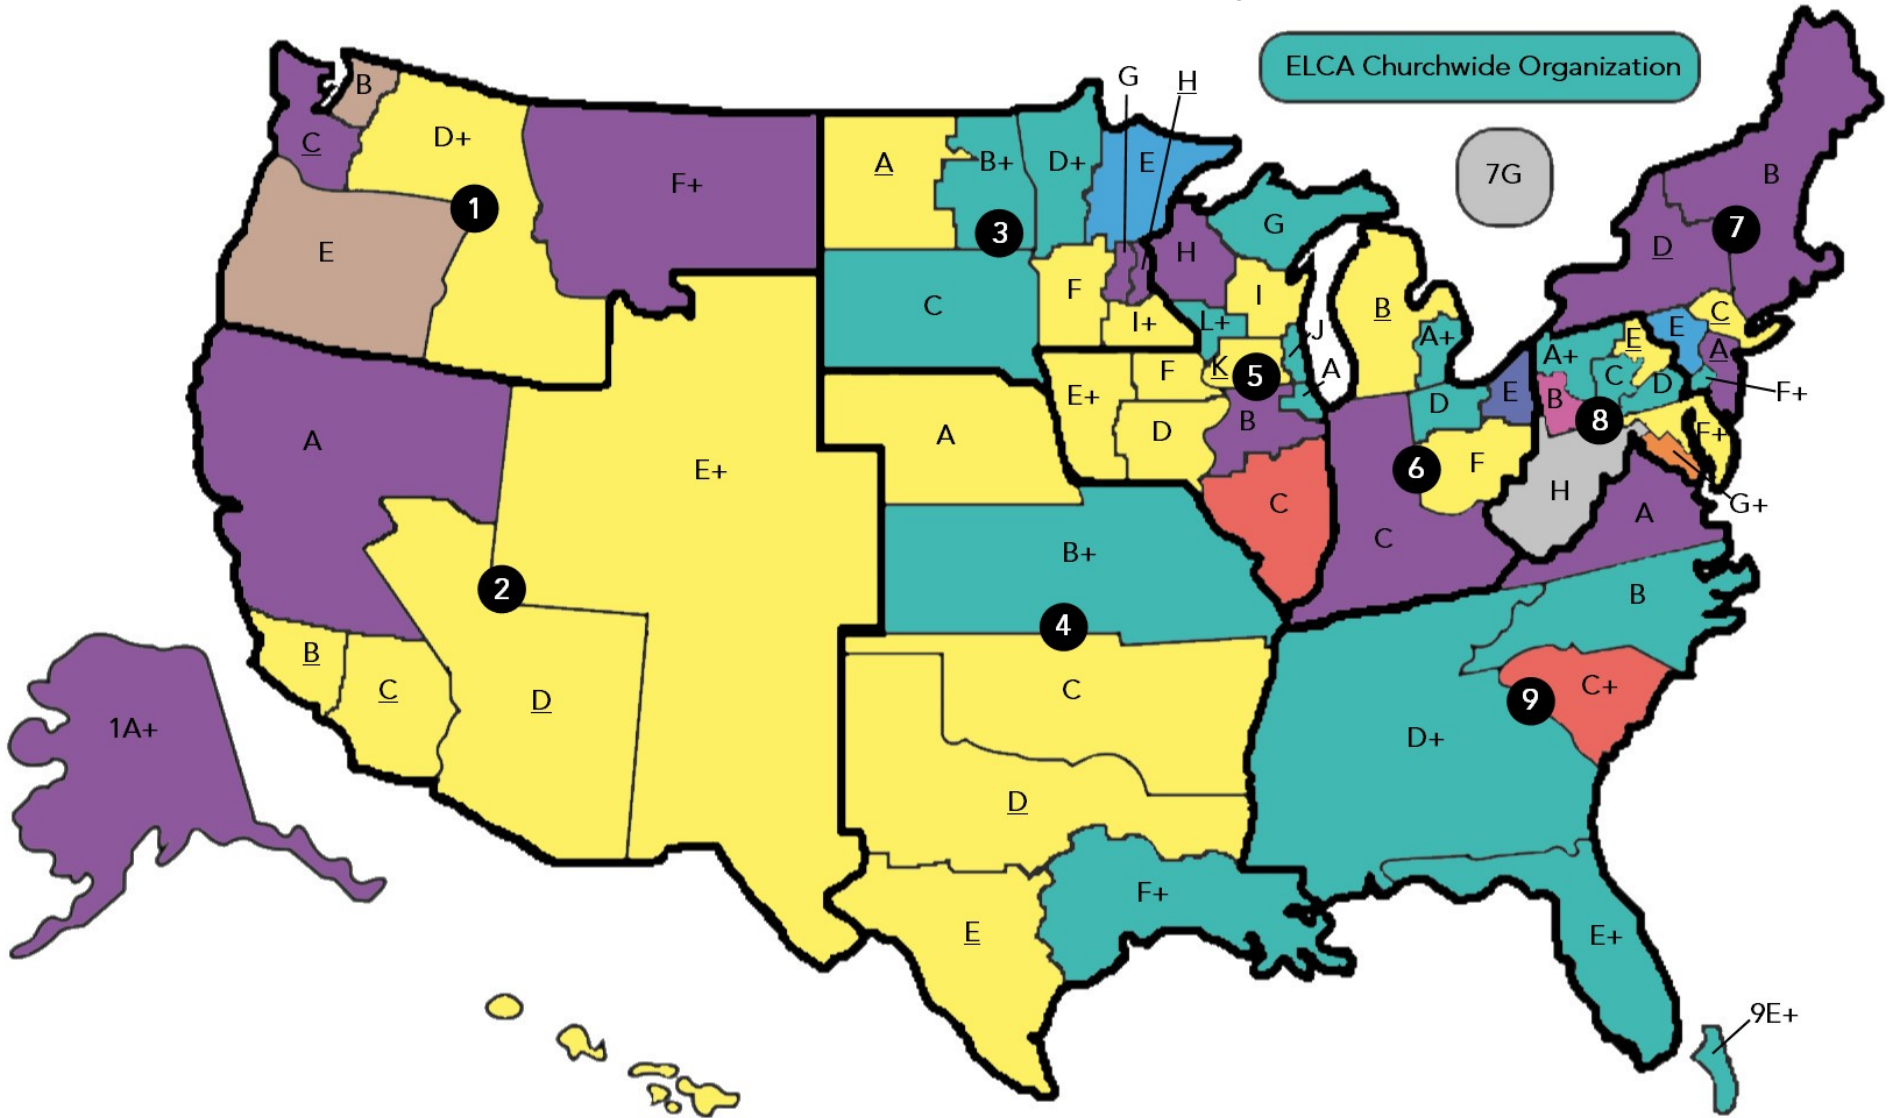 ELCA Churchwide Organization
G
H
B
C
D+
1
F+
E
A
B+
D+
E
3
C
F
I+
H
G
I
L+
J
K
5
A
B
A+
7G
B
D
7
C
E
A
F+
A+
E
C
D
B
8
F+
G+
H
A
E+
2
B
C
D
A
E+
F
D
B
C
D
E
F
6
C
B+
4
C
D
E
F+
B
C+
9
D+
E+
9E+
1A+